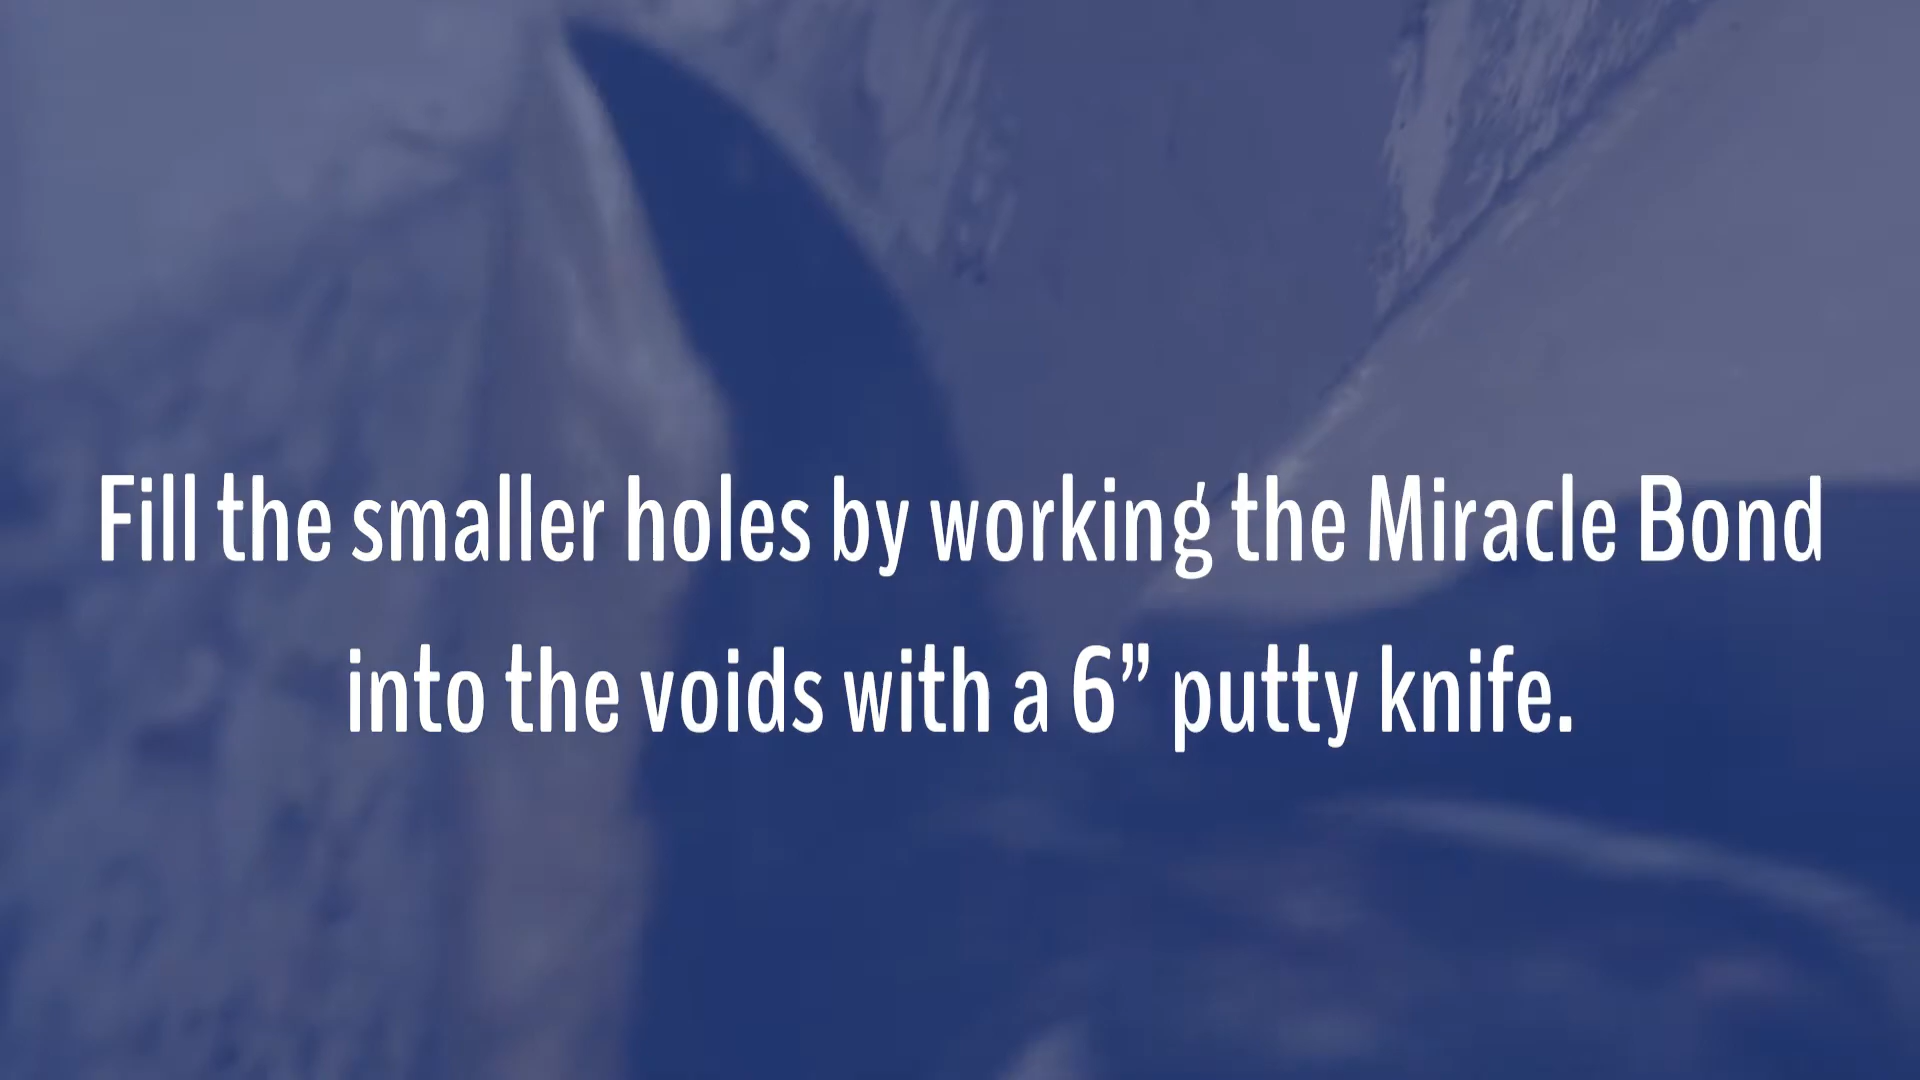 Fill the smaller holes by working the Miracle Bond
into the voids with a 6” putty knife.